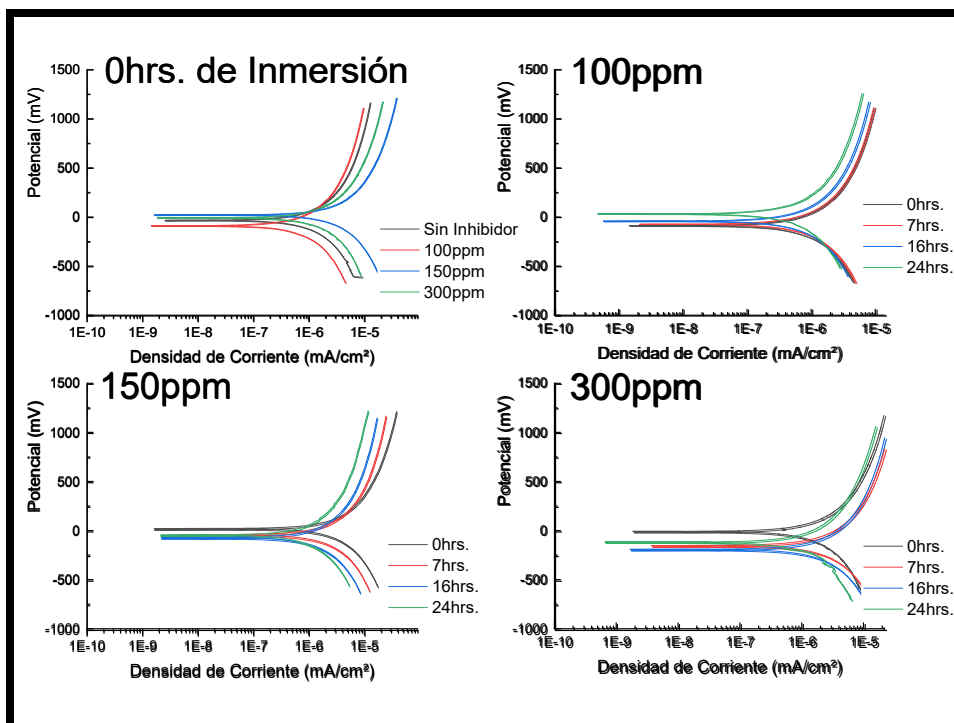 0hrs. de Inmersión
Potencial (mV)
1500
1000
500
0
-500
-1000
1E-10 1E-9 1E-8 1E-7 1E-6 1E-5
Densidad de Corriente (mA/cm²)
Sin Inhibidor
100ppm
150ppm
300ppm
100ppm
Potencial (mV)
1500
1000
500
0
-500
-1000
1E-10 1E-9 1E-8 1E-7 1E-6 1E-5
Densidad de Corriente (mA/cm²)
0hrs.
7hrs.
16hrs.
24hrs.
150ppm
Potencial (mV)
1500
1000
500
0
-500
-1000
1E-10 1E-9 1E-8 1E-7 1E-6 1E-5 1E-4
Densidad de Corriente (mA/cm²)
0hrs.
7hrs.
16hrs.
24hrs.
300ppm
Potencial (mV)
1500
1000
500
0
-500
-1000
1E-10 1E-9 1E-8 1E-7 1E-6 1E-5
Densidad de Corriente (mA/cm²)
0hrs.
7hrs.
16hrs.
24hrs.